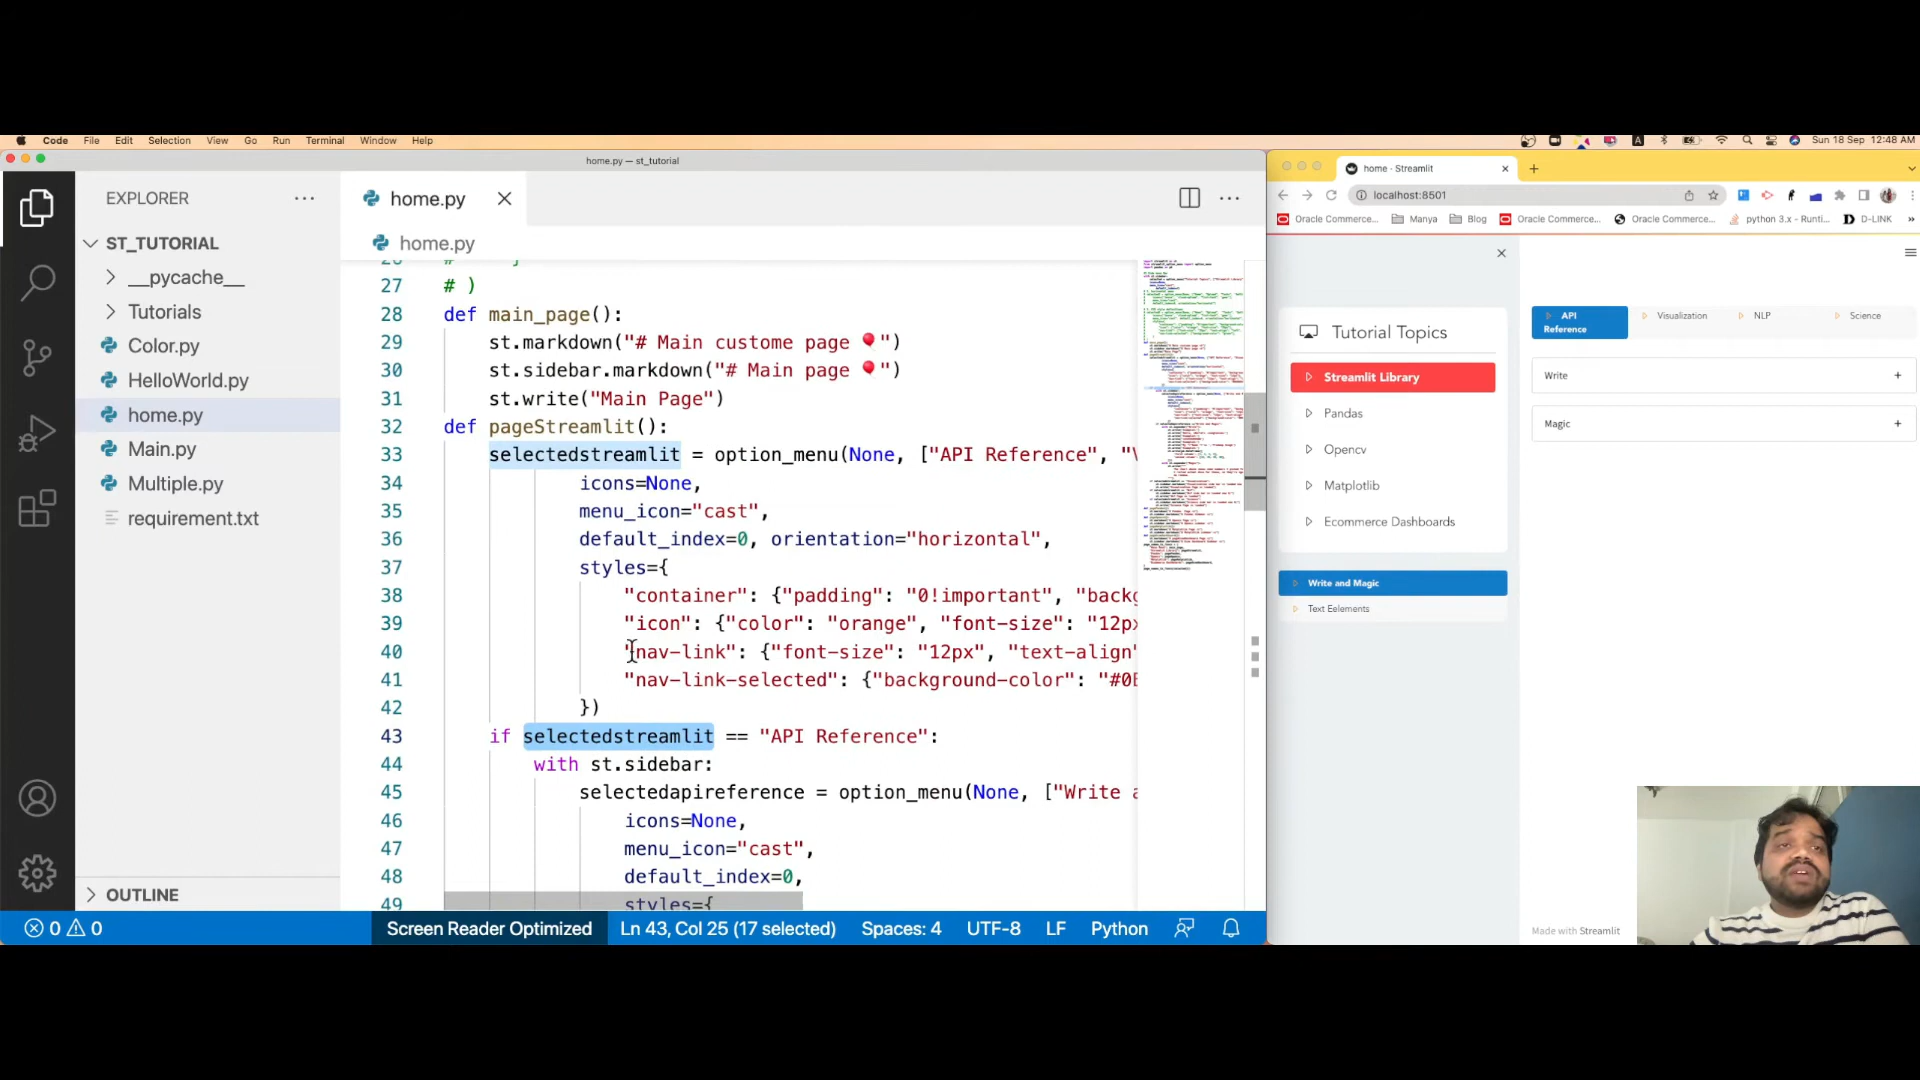 Code File Edit Selection View Go Run Terminal Window Help
Sun 18 Sep 12:48 AM
home.py — st_tutorial
EXPLORER
ST_TUTORIAL
__pycache__
Tutorials
Color.py
HelloWorld.py
home.py
Main.py
Multiple.py
requirement.txt
OUTLINE
home.py
home.py
27 # )
28 def main_page():
29 st.markdown("# Main custome page 🎈")
30 st.sidebar.markdown("# Main page 🎈")
31 st.write("Main Page")
32 def pageStreamlit():
33 selectedstreamlit = option_menu(None, ["API Reference", "V
34 icons=None,
35 menu_icon="cast",
36 default_index=0, orientation="horizontal",
37 styles={
38 "container": {"padding": "0!important", "backg
39 "icon": {"color": "orange", "font-size": "12px
40 "nav-link": {"font-size": "12px", "text-align"
41 "nav-link-selected": {"background-color": "#0
42 })
43 if selectedstreamlit == "API Reference":
44 with st.sidebar:
45 selectedapireference = option_menu(None, ["Write a
46 icons=None,
47 menu_icon="cast",
48 default_index=0,
49 styles={
0 0 Screen Reader Optimized Ln 43, Col 25 (17 selected) Spaces: 4 UTF-8 LF Python
home · Streamlit
localhost:8501
Oracle Commerce... Manya Blog Oracle Commerce... Oracle Commerce... python 3.x - Runti... D-LINK »
Tutorial Topics
Streamlit Library
Pandas
Opencv
Matplotlib
Ecommerce Dashboards
Write and Magic
Text Eelements
API Reference Visualization NLP Science
Write +
Magic +
Made with Streamlit